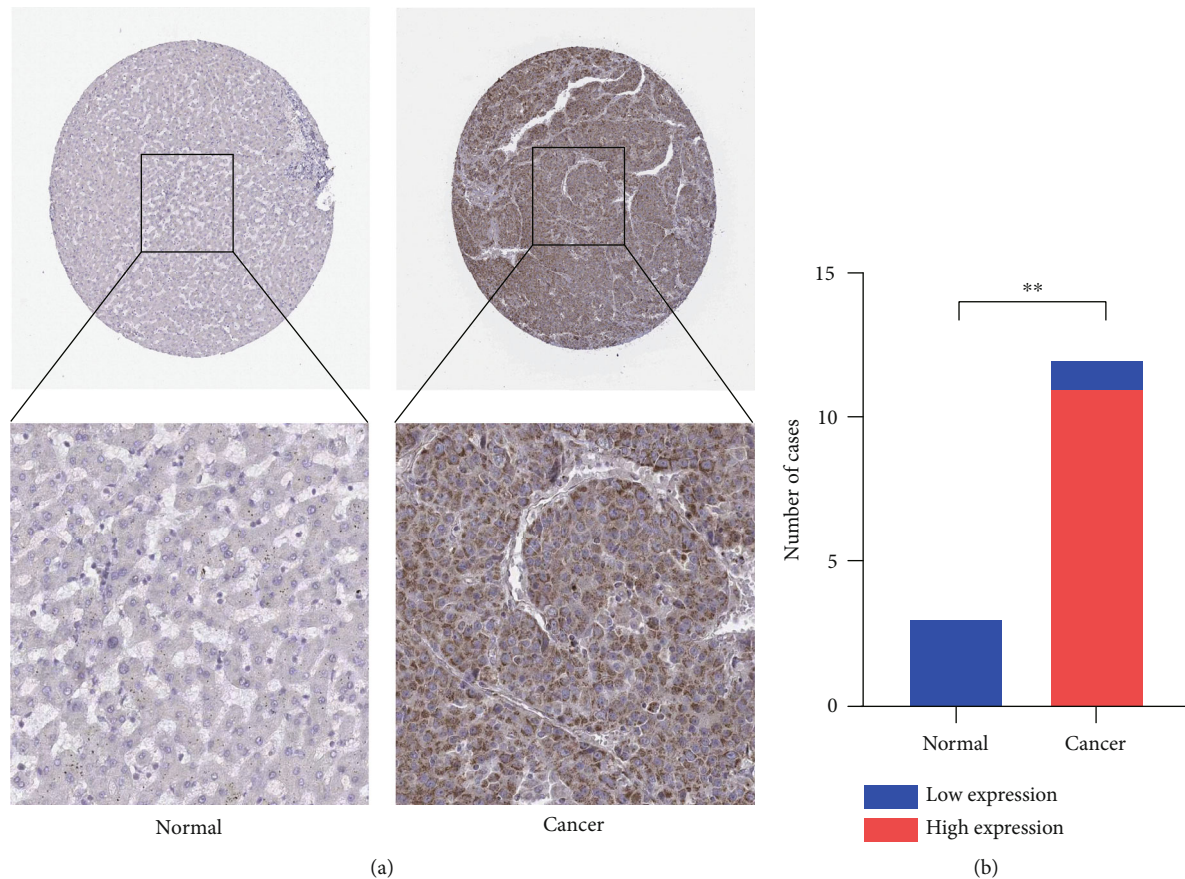 Normal
Cancer
(a)
15
10
5
0
Number of cases
**
Normal
Cancer
Low expression
High expression
(b)